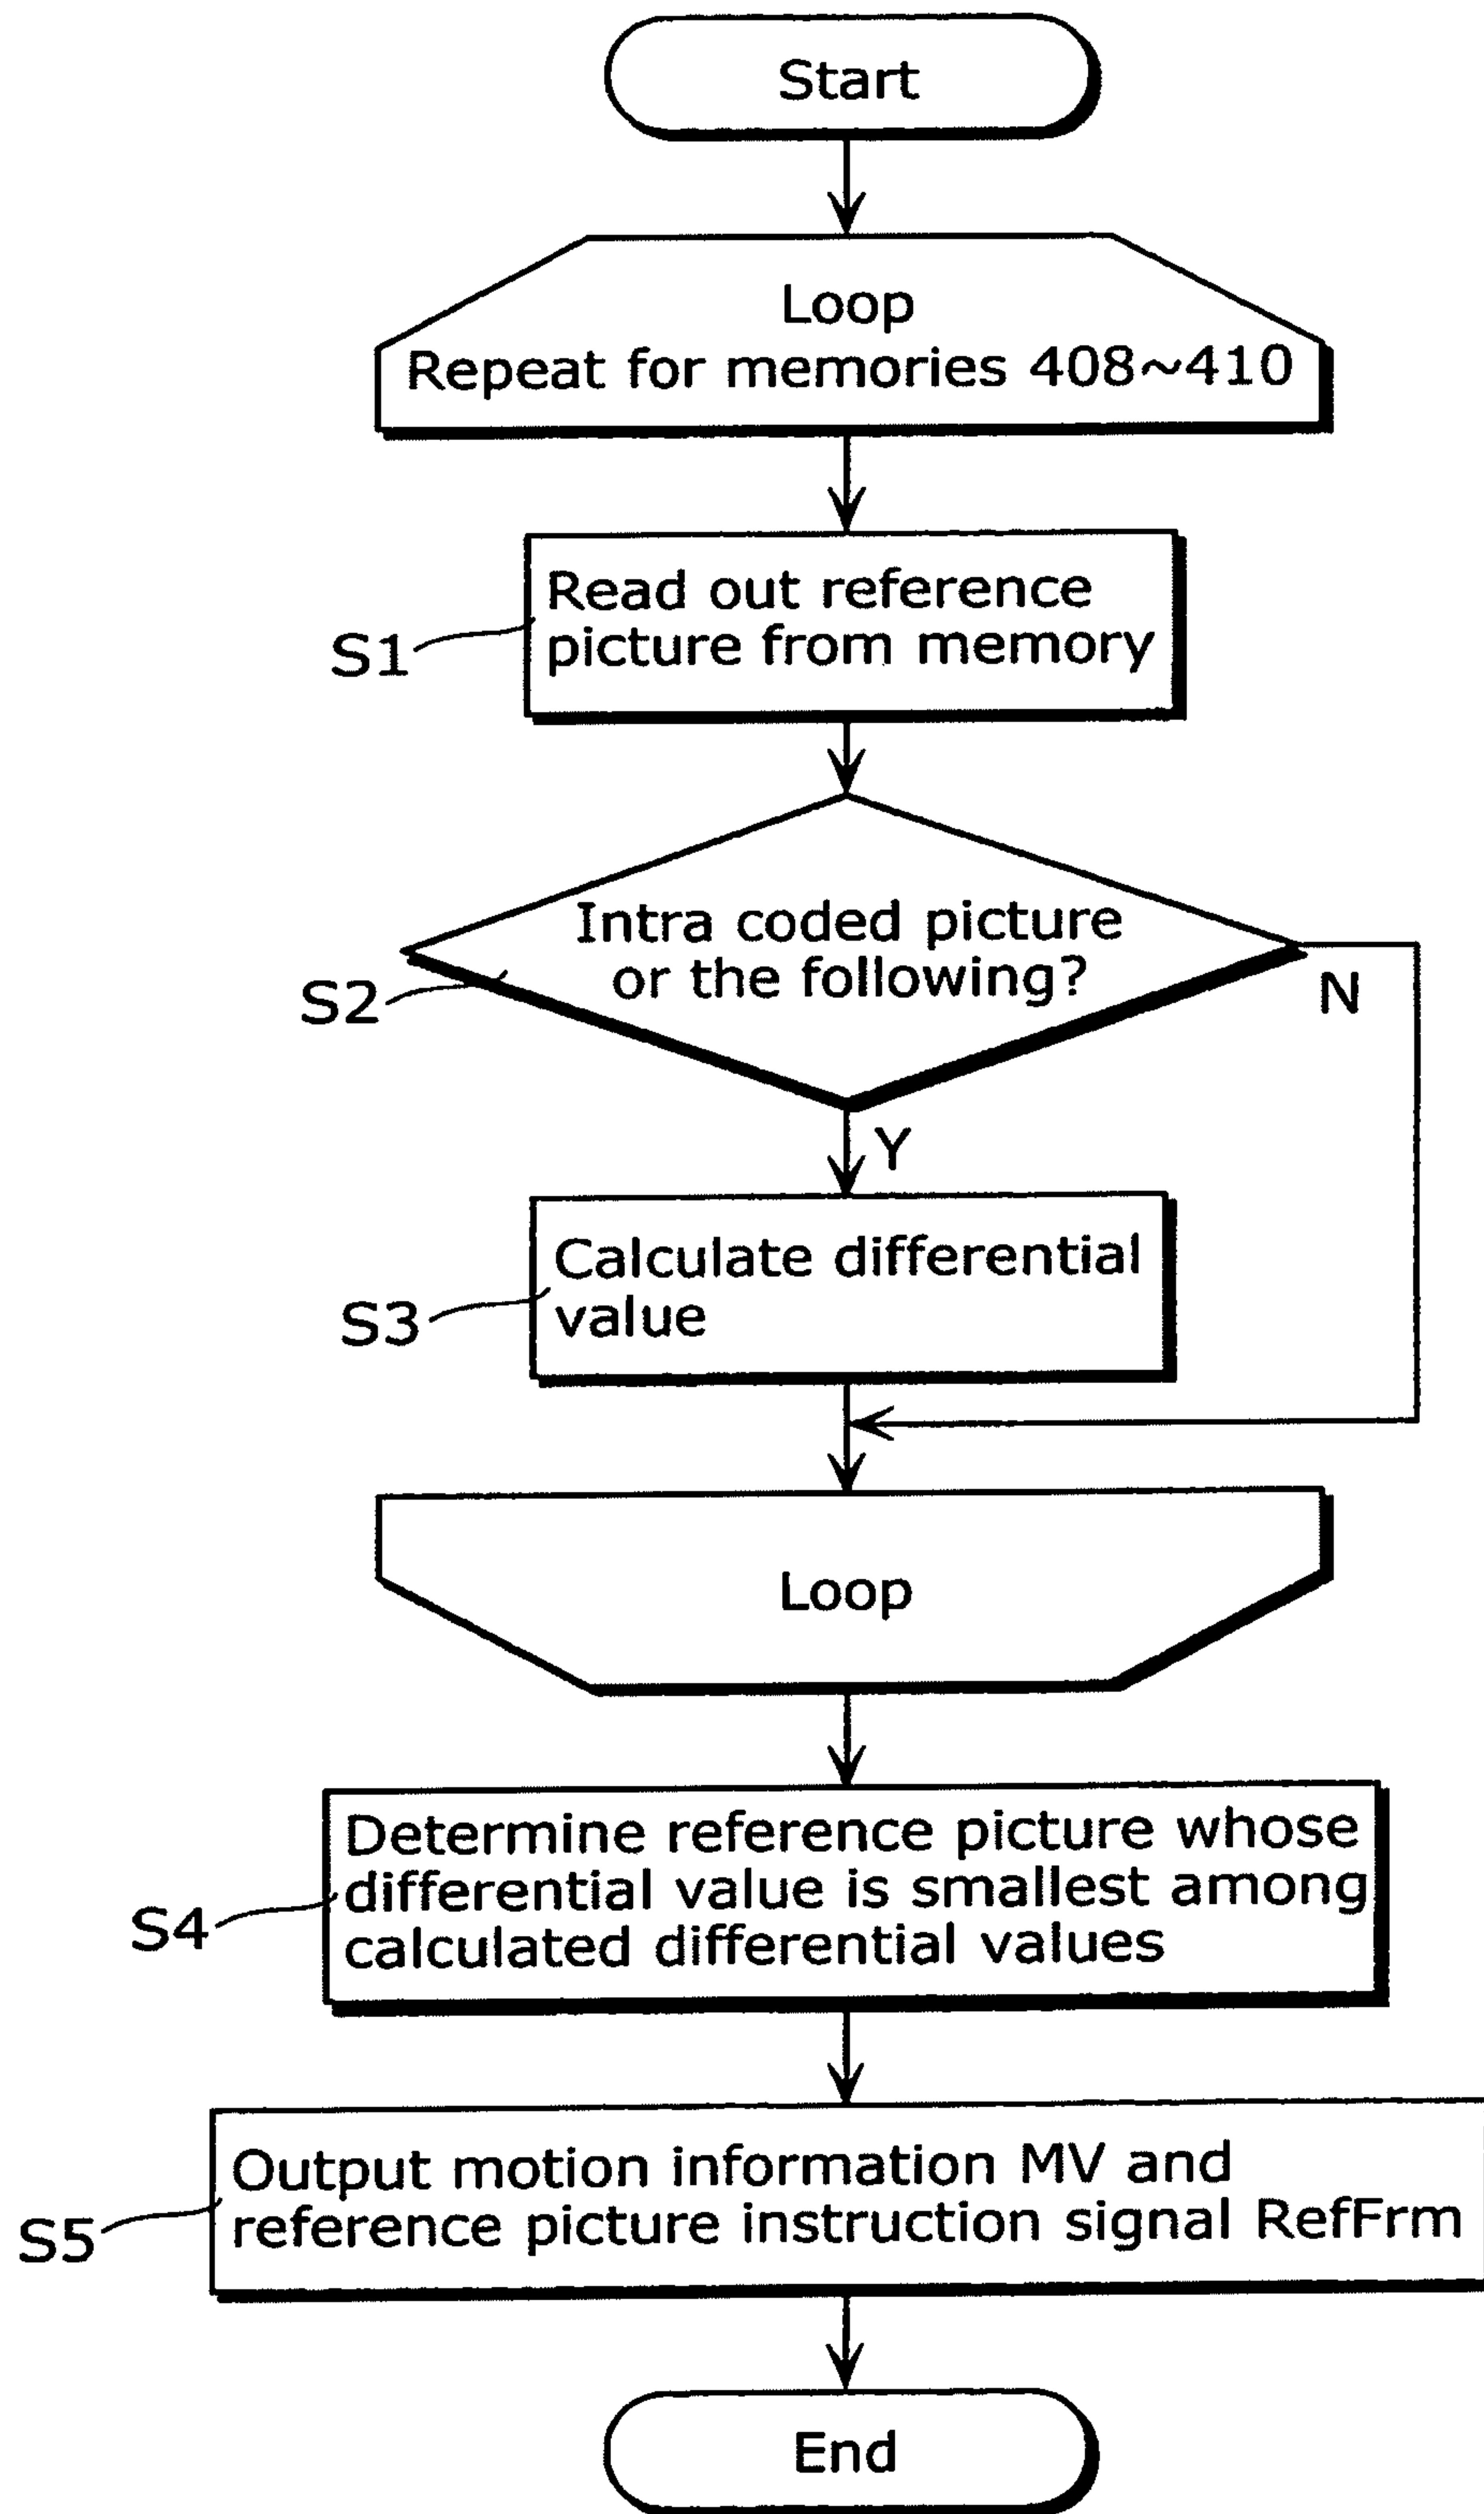 Start
Loop
Repeat for memories 408~410
Read out reference
picture from memory
S1
Intra coded picture
or the following?
S2
N
Y
Calculate differential
value
S3
Loop
Determine reference picture whose
differential value is smallest among
calculated differential values
S4
Output motion information MV and
reference picture instruction signal RefFrm
S5
End